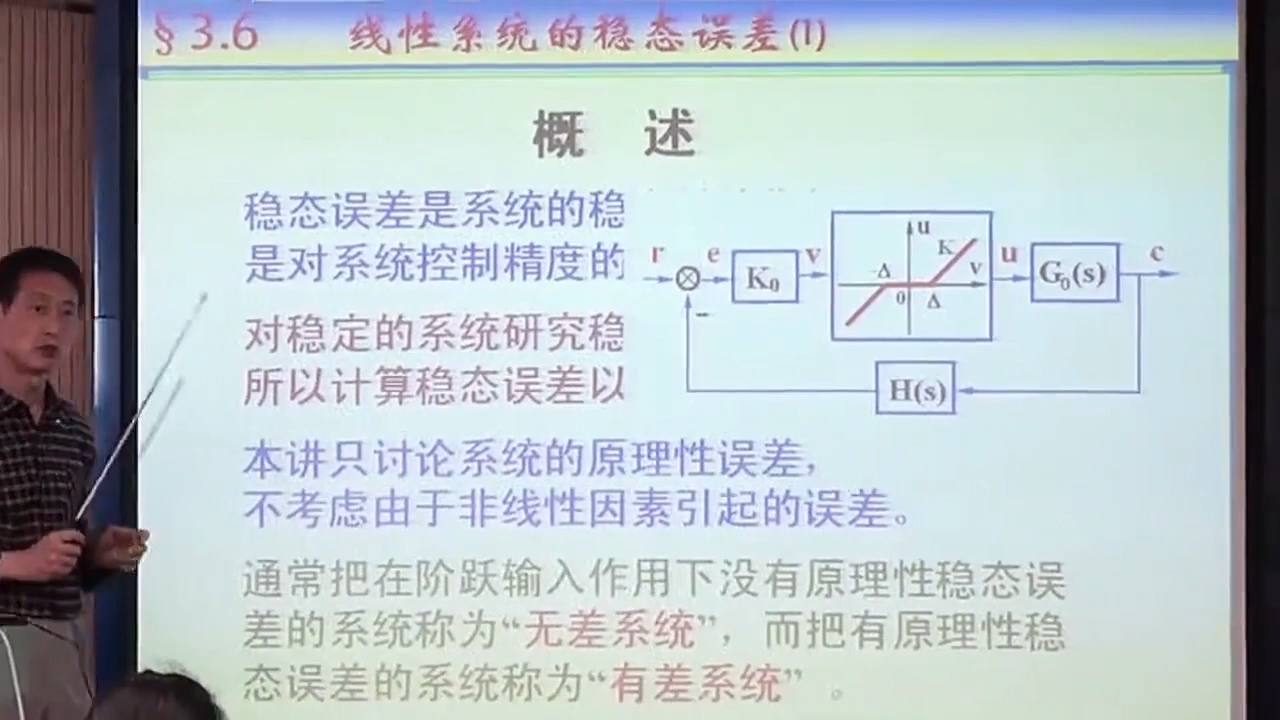 §3.6 线性系统的稳态误差(1)
概 述
稳态误差是系统的稳
是对系统控制精度的
对稳定的系统研究稳
所以计算稳态误差以
r e K₀ v u K v -Δ 0 Δ u G₀(s) c
-
H(s)
本讲只讨论系统的原理性误差，
不考虑由于非线性因素引起的误差。
通常把在阶跃输入作用下没有原理性稳态误
差的系统称为“无差系统”，而把有原理性稳
态误差的系统称为“有差系统” 。